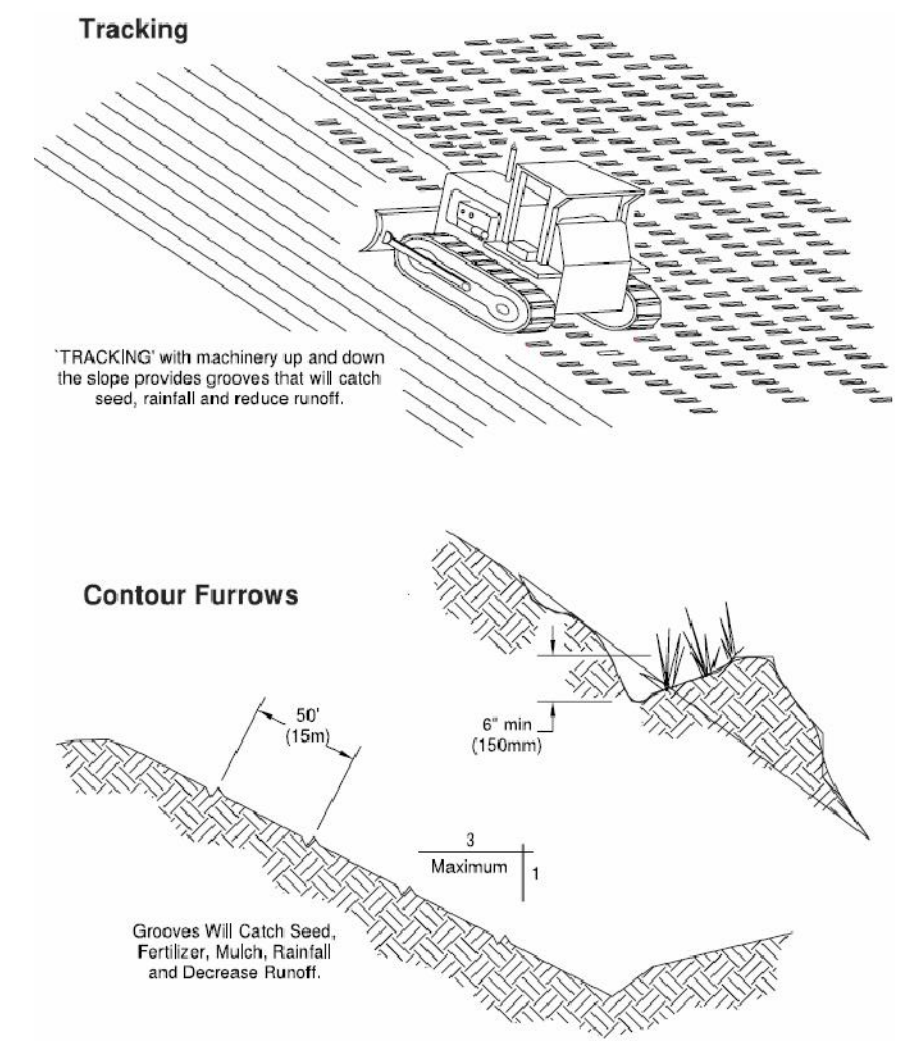 Tracking
'TRACKING' with machinery up and down
the slope provides grooves that will catch
seed, rainfall and reduce runoff.
Contour Furrows
6" min
(150mm)
50'
(15m)
3
Maximum
1
Grooves Will Catch Seed,
Fertilizer, Mulch, Rainfall
and Decrease Runoff.